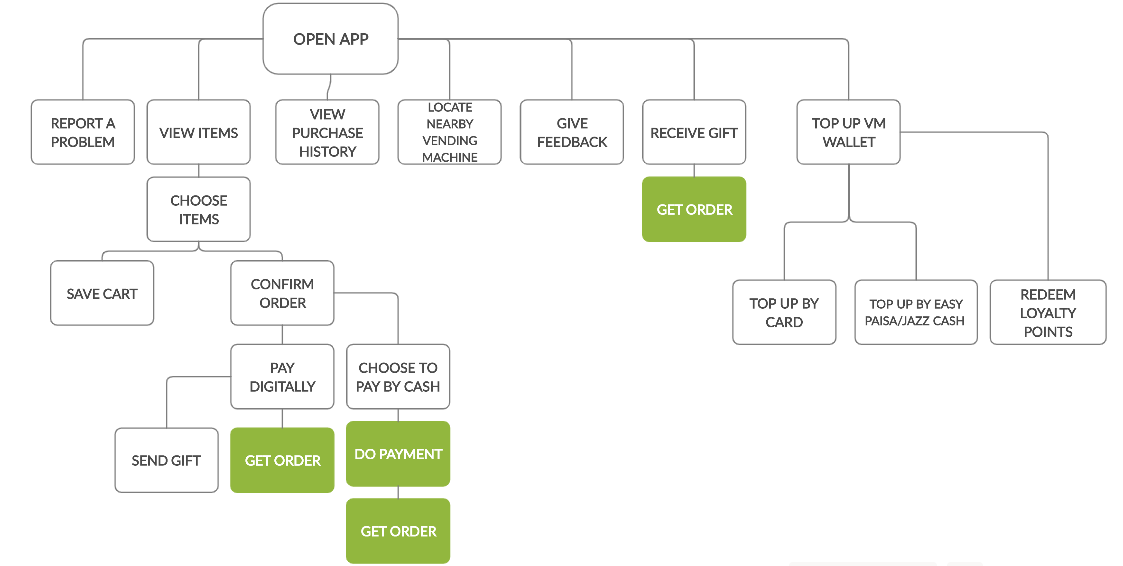 OPEN APP
REPORT A
PROBLEM
VIEW ITEMS
VIEW
PURCHASE
HISTORY
LOCATE
NEARBY
VENDING
MACHINE
GIVE
FEEDBACK
RECEIVE GIFT
TOP UP VM
WALLET
CHOOSE
ITEMS
GET ORDER
SAVE CART
CONFIRM
ORDER
TOP UP BY
CARD
TOP UP BY EASY
PAISA/JAZZ CASH
REDEEM
LOYALTY
POINTS
PAY
DIGITALLY
CHOOSE TO
PAY BY CASH
SEND GIFT
GET ORDER
DO PAYMENT
GET ORDER